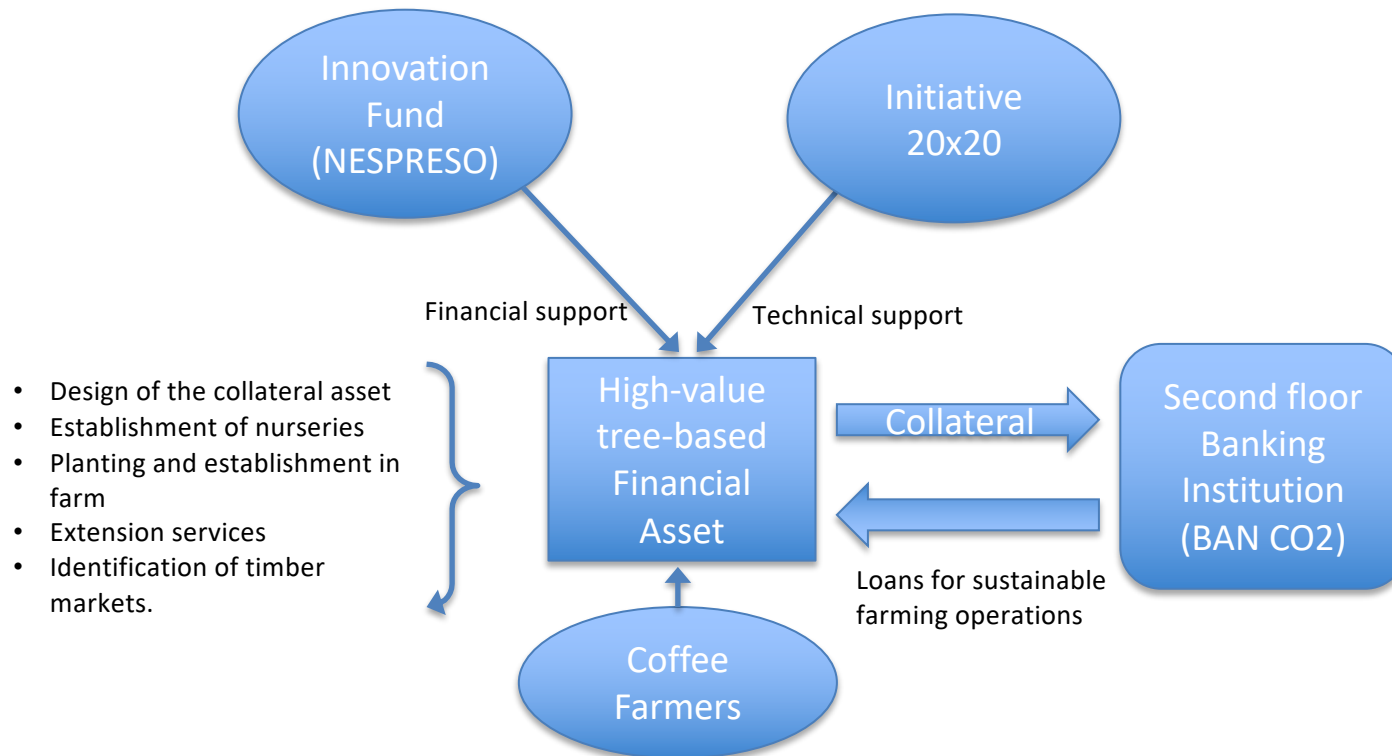 Innovation
Fund
(NESPRESO)
Initiative
20x20
Financial support
Technical support
• Design of the collateral asset
• Establishment of nurseries
• Planting and establishment in
farm
• Extension services
• Identification of timber
markets.
High-value
tree-based
Financial
Asset
Collateral
Second floor
Banking
Institution
(BAN CO2)
Loans for sustainable
farming operations
Coffee
Farmers